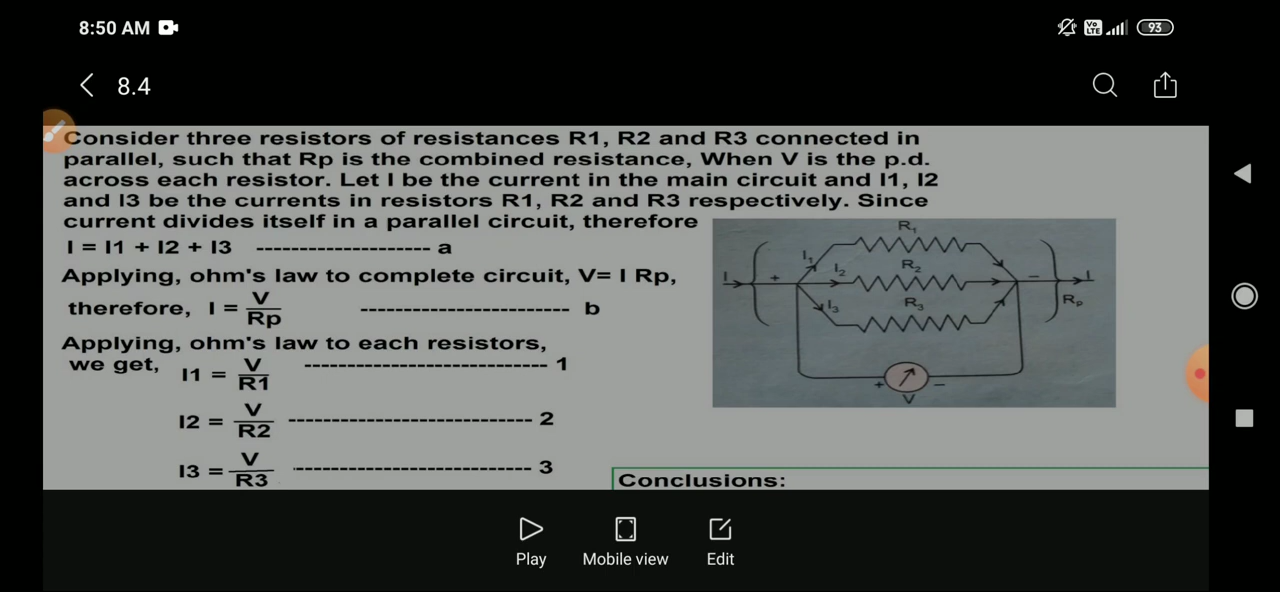 8:50 AM
Vo LTE 93
8.4
Consider three resistors of resistances R1, R2 and R3 connected in
parallel, such that Rp is the combined resistance, When V is the p.d.
across each resistor. Let I be the current in the main circuit and I1, I2
and I3 be the currents in resistors R1, R2 and R3 respectively. Since
current divides itself in a parallel circuit, therefore
I = I1 + I2 + I3 -------------------- a
Applying, ohm's law to complete circuit, V= I Rp,
therefore, I = V/Rp ------------------------ b
Applying, ohm's law to each resistors,
we get, I1 = V/R1 ---------------------------- 1
I2 = V/R2 ---------------------------- 2
I3 = V/R3 ---------------------------- 3
R₁
I₁
I₂ R₂
I + − I
I₃ R₃ Rₚ
+ −
V
Conclusions:
Play
Mobile view
Edit